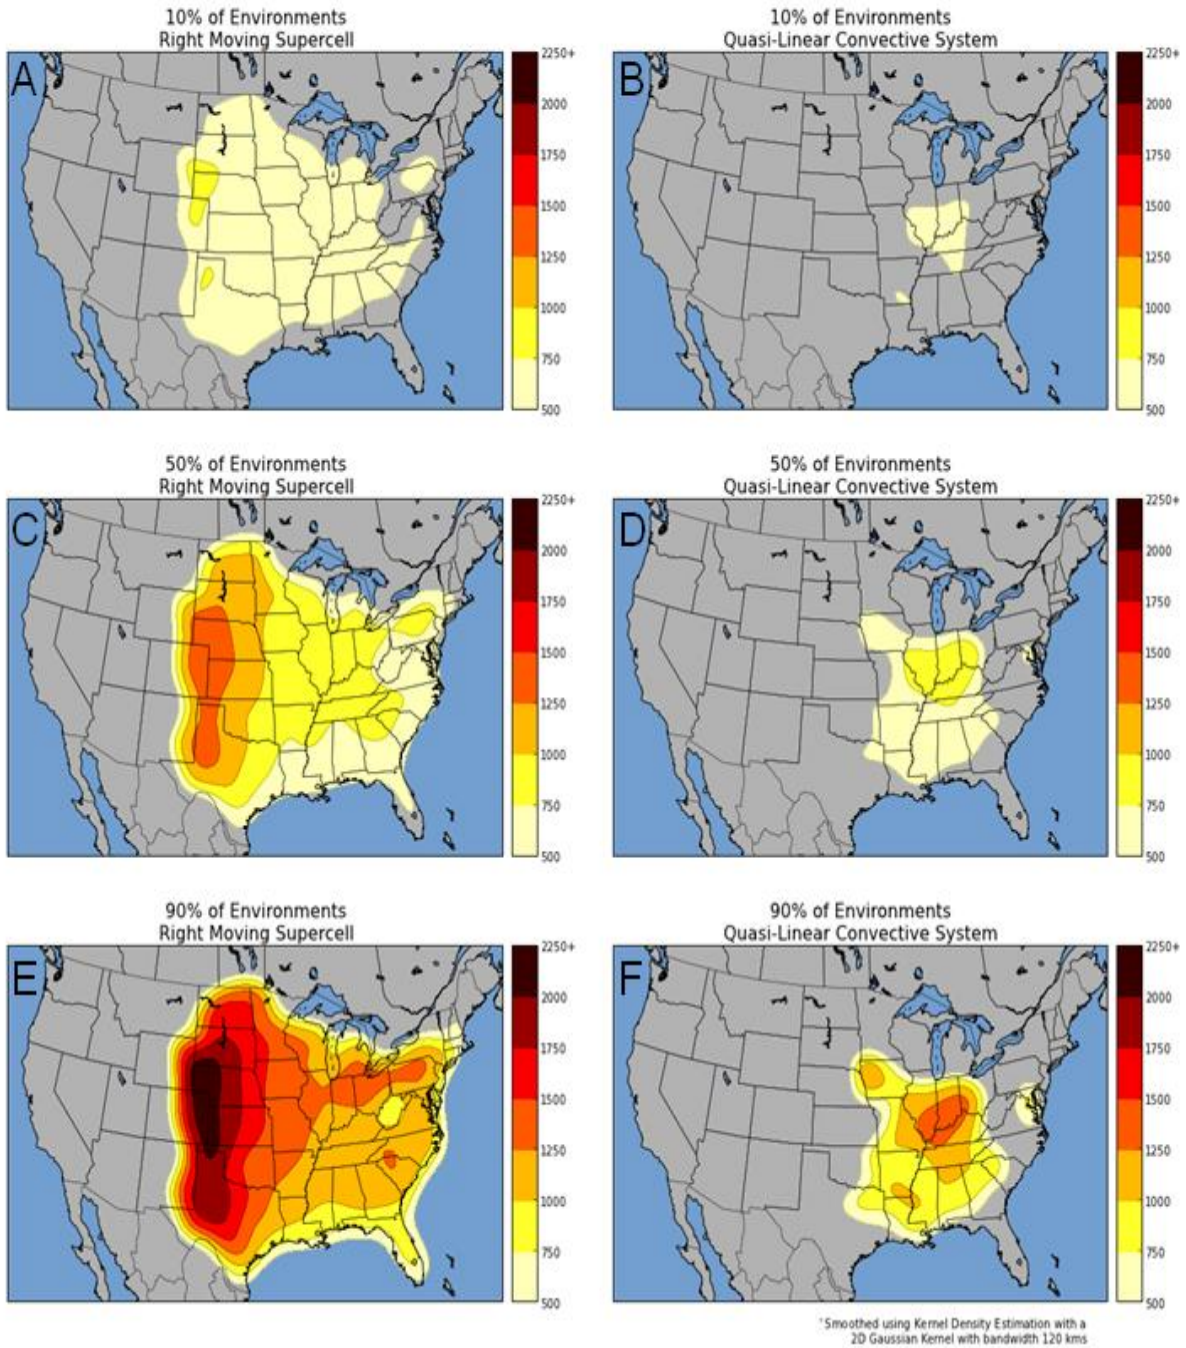 10% of Environments
Right Moving Supercell
A
2250+
2000
1750
1500
1250
1000
750
500
10% of Environments
Quasi-Linear Convective System
B
2250+
2000
1750
1500
1250
1000
750
500
50% of Environments
Right Moving Supercell
C
2250+
2000
1750
1500
1250
1000
750
500
50% of Environments
Quasi-Linear Convective System
D
2250+
2000
1750
1500
1250
1000
750
500
90% of Environments
Right Moving Supercell
E
2250+
2000
1750
1500
1250
1000
750
500
90% of Environments
Quasi-Linear Convective System
F
2250+
2000
1750
1500
1250
1000
750
500
*Smoothed using Kernel Density Estimation with a
2D Gaussian Kernel with bandwidth 120 kms